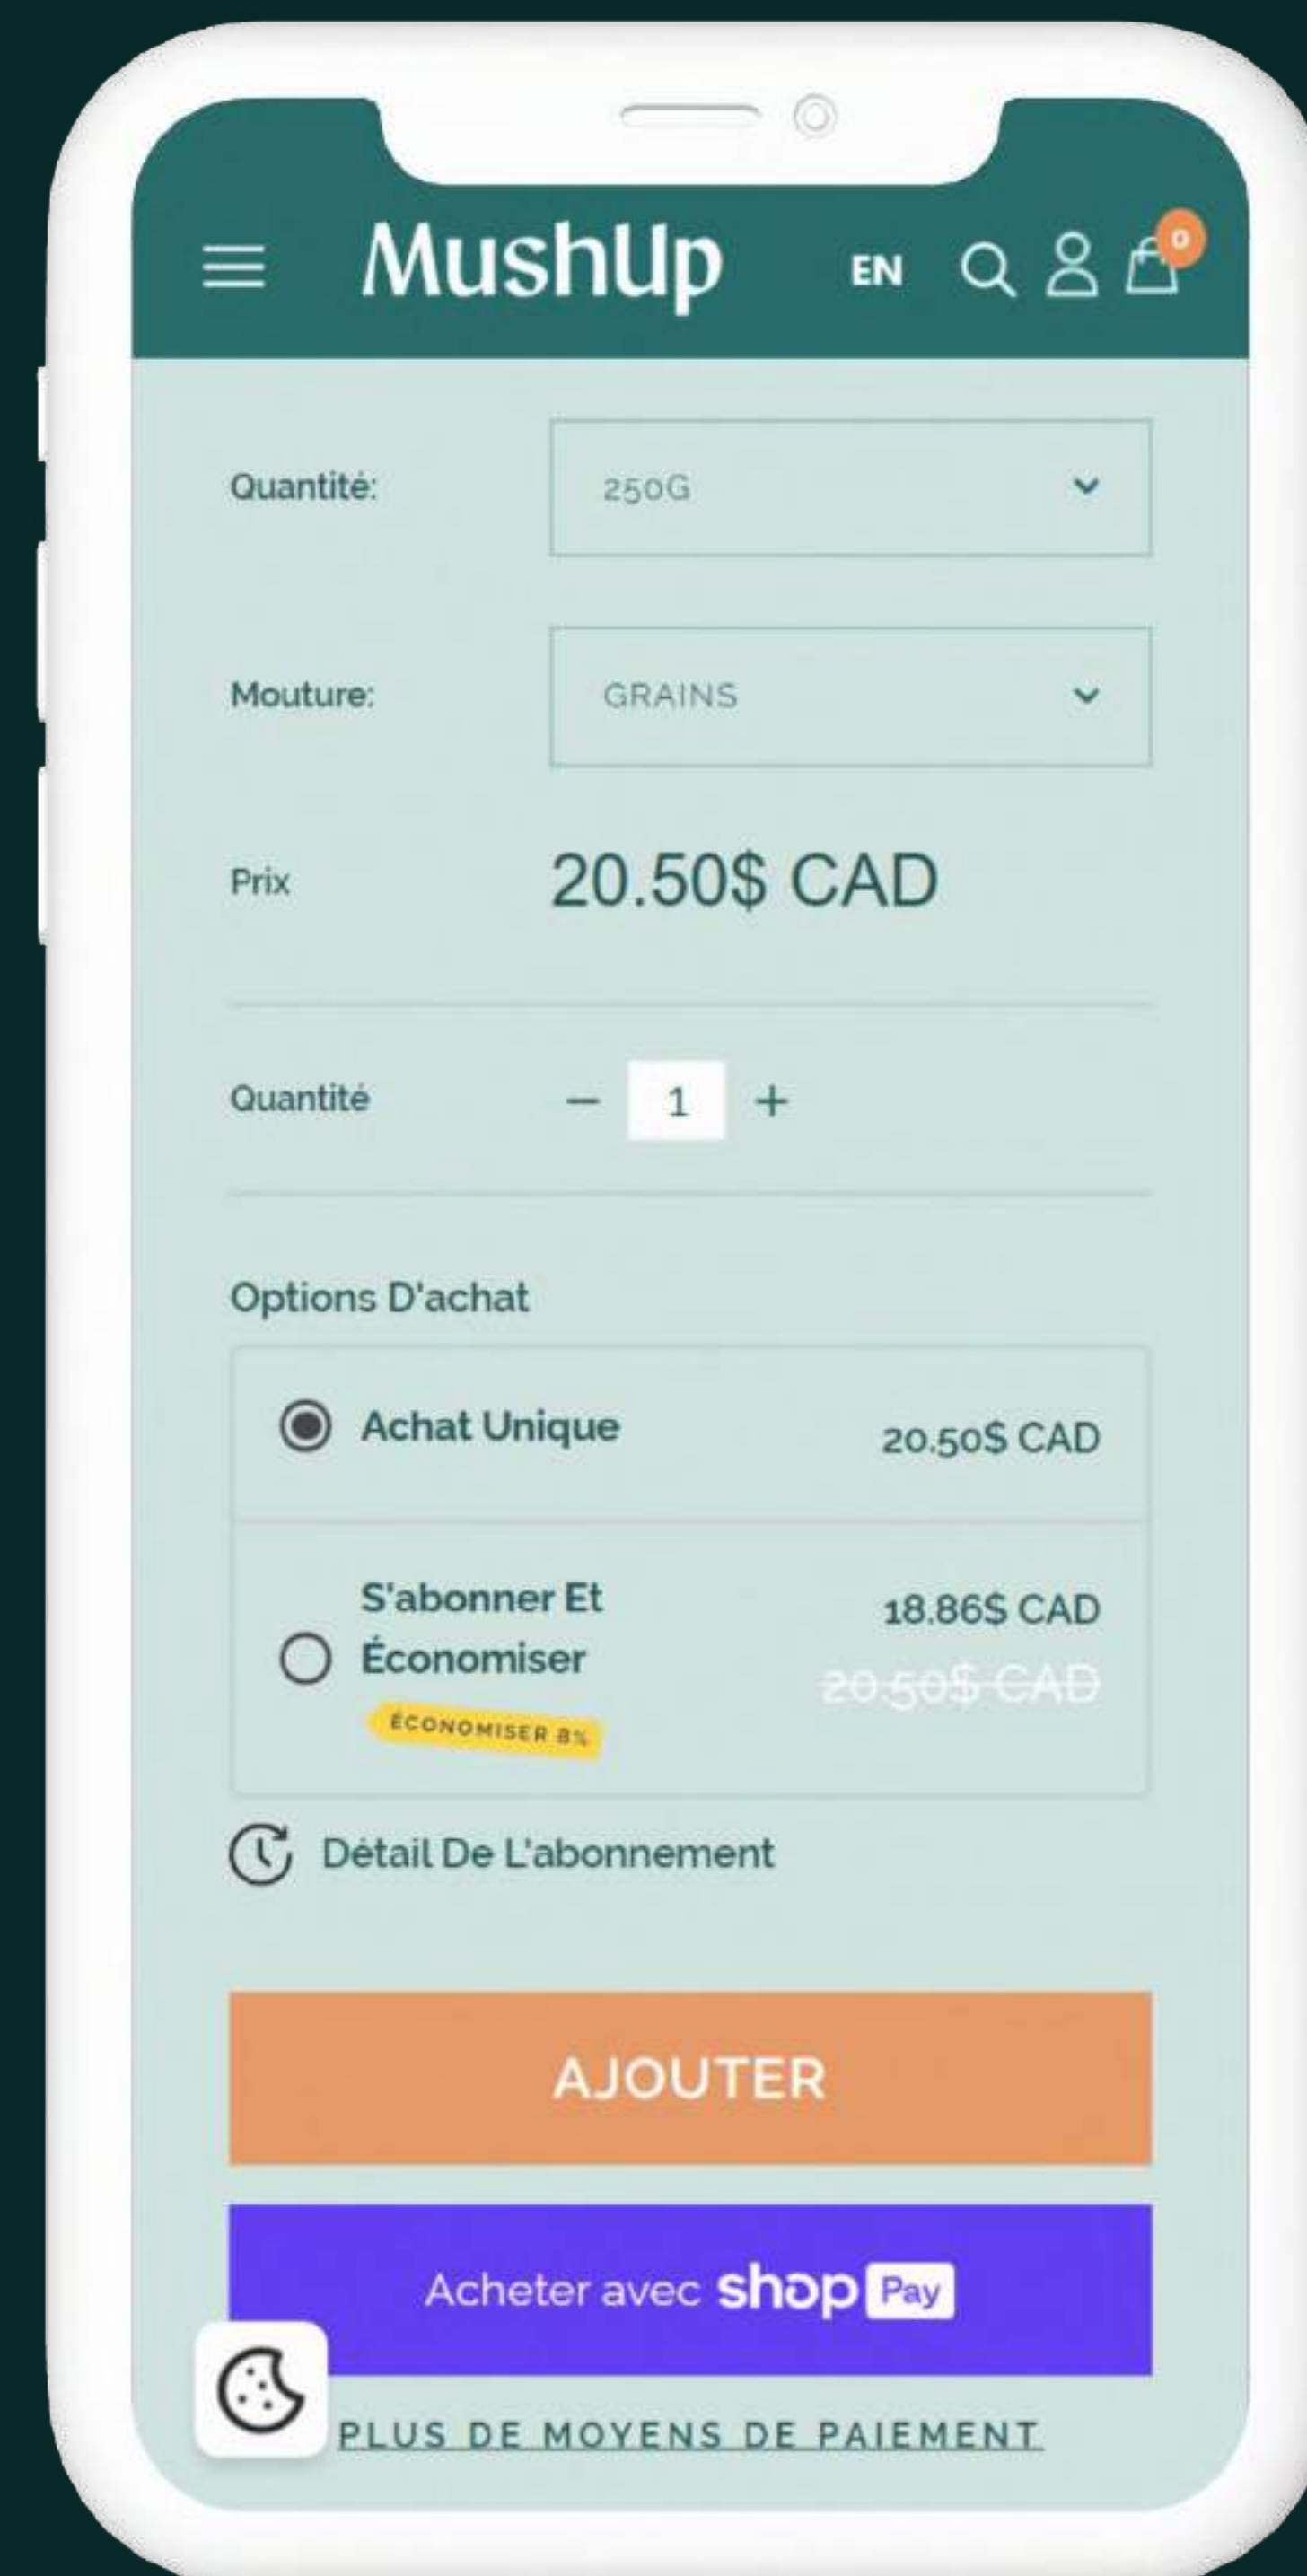 MushUp EN 0
Quantité: 250G
Mouture: GRAINS
Prix 20.50$ CAD
Quantité − 1 +
Options D'achat
Achat Unique 20.50$ CAD
S'abonner Et
Économiser
18.86$ CAD
20.50$ CAD
ÉCONOMISER 8%
Détail De L'abonnement
AJOUTER
Acheter avec shop Pay
PLUS DE MOYENS DE PAIEMENT